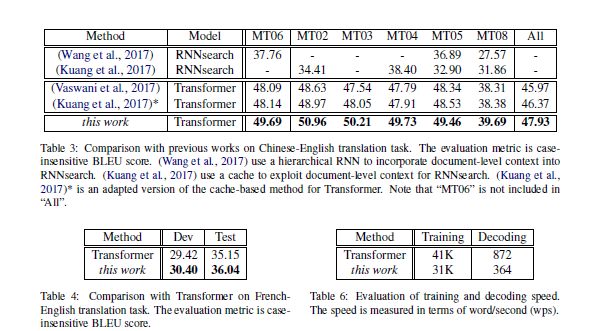 Method Model MT06 MT02 MT03 MT04 MT05 MT08 All
(Wang et al., 2017) RNNsearch 37.76 - - - 36.89 27.57 -
(Kuang et al., 2017) RNNsearch - 34.41 - 38.40 32.90 31.86 -
(Vaswani et al., 2017) Transformer 48.09 48.63 47.54 47.79 48.34 38.31 45.97
(Kuang et al., 2017)* Transformer 48.14 48.97 48.05 47.91 48.53 38.38 46.37
this work Transformer 49.69 50.96 50.21 49.73 49.46 39.69 47.93
Table 3: Comparison with previous works on Chinese-English translation task. The evaluation metric is case-
insensitive BLEU score. (Wang et al., 2017) use a hierarchical RNN to incorporate document-level context into
RNNsearch. (Kuang et al., 2017) use a cache to exploit document-level context for RNNsearch. (Kuang et al.,
2017)* is an adapted version of the cache-based method for Transformer. Note that “MT06” is not included in
“All”.
Method Dev Test
Transformer 29.42 35.15
this work 30.40 36.04
Table 4: Comparison with Transformer on French-
English translation task. The evaluation metric is case-
insensitive BLEU score.
Method Training Decoding
Transformer 41K 872
this work 31K 364
Table 6: Evaluation of training and decoding speed.
The speed is measured in terms of word/second (wps).